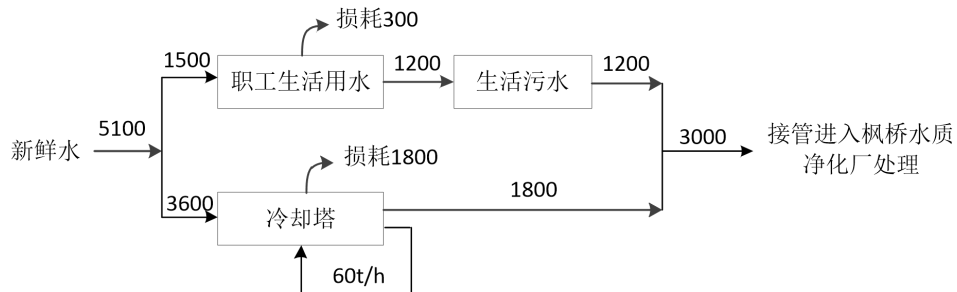 损耗300
1500
职工生活用水
1200
生活污水
1200
新鲜水
5100
3000
接管进入枫桥水质
净化厂处理
损耗1800
3600
冷却塔
1800
60t/h